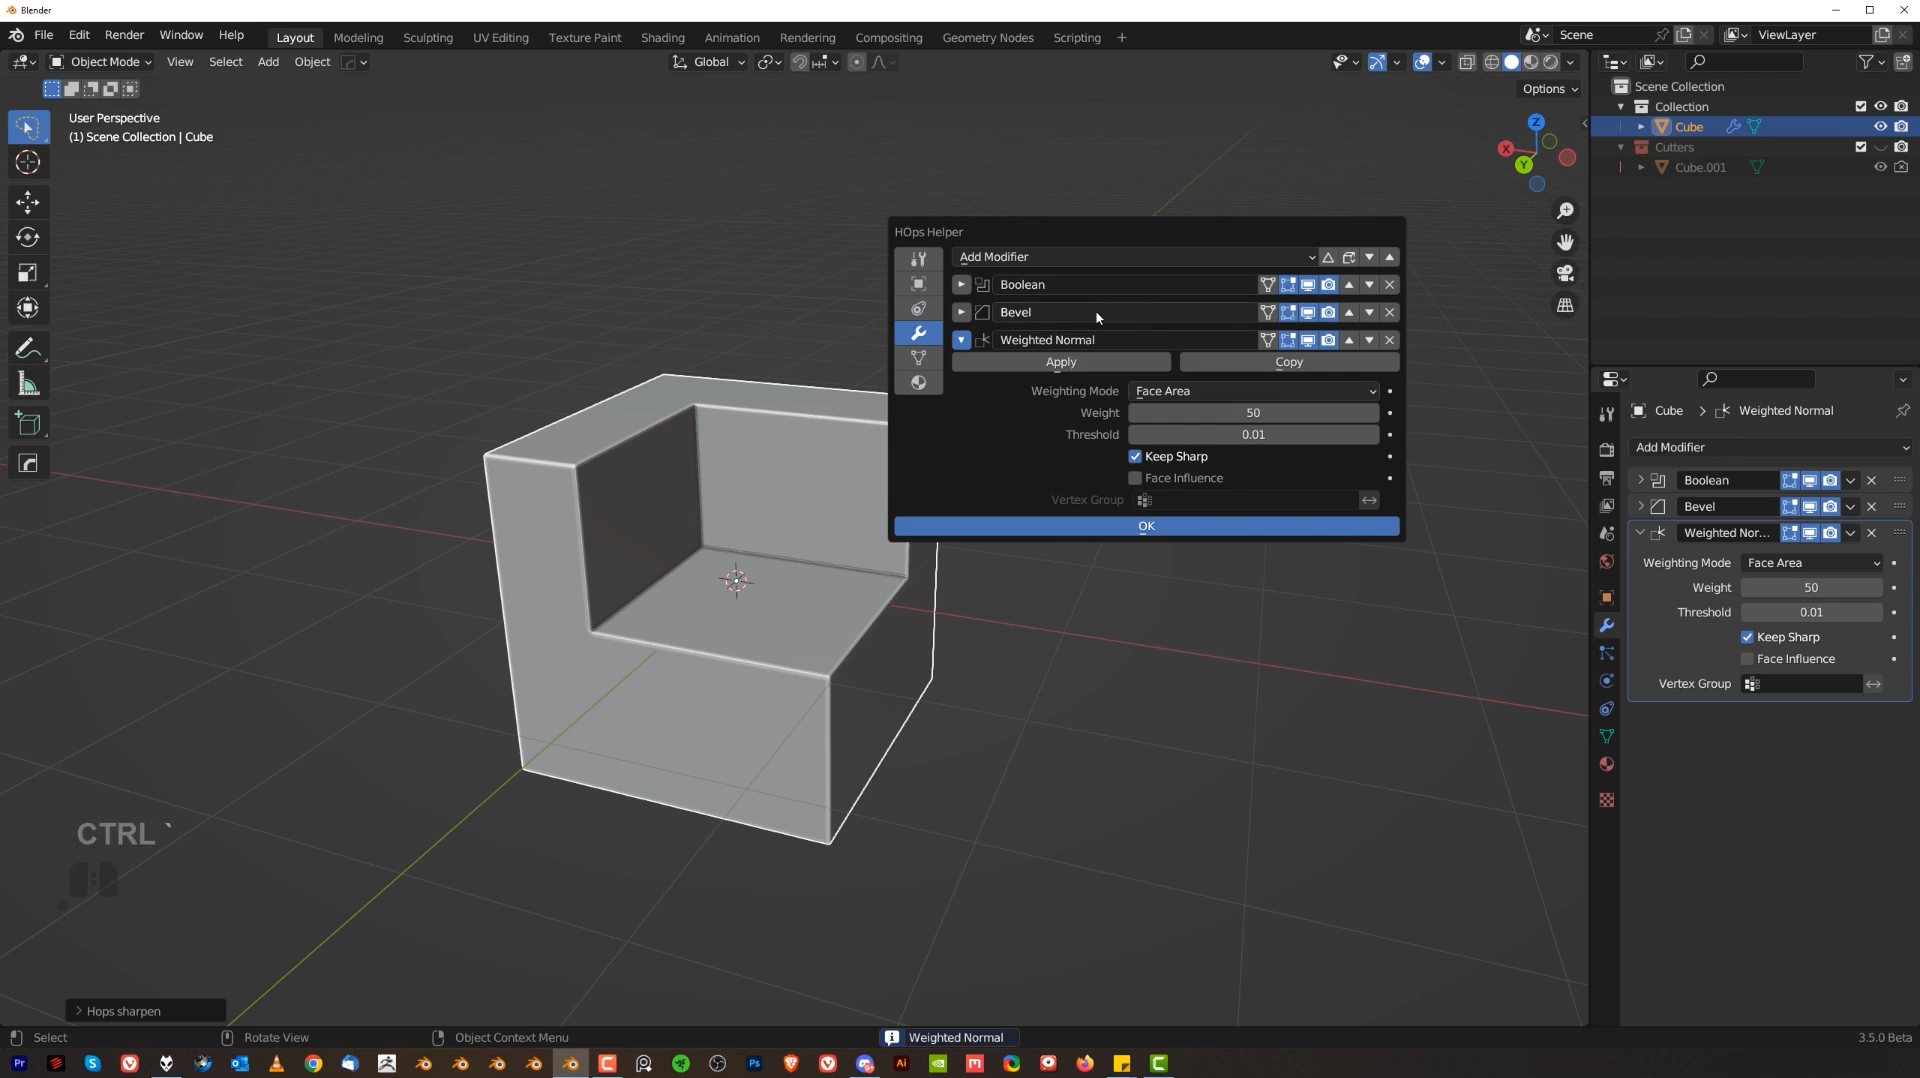 Blender
File Edit Render Window Help
Layout Modeling Sculpting UV Editing Texture Paint Shading Animation Rendering Compositing Geometry Nodes Scripting +
Scene
ViewLayer
Object Mode View Select Add Object
Global
Options
User Perspective
(1) Scene Collection | Cube
Z
X
Y
Scene Collection
Collection
Cube
Cutters
Cube.001
HOps Helper
Add Modifier
Boolean
Bevel
Weighted Normal
Apply Copy
Weighting Mode Face Area
Weight 50
Threshold 0.01
Keep Sharp
Face Influence
Vertex Group
OK
Cube > Weighted Normal
Add Modifier
Boolean
Bevel
Weighted Nor...
Weighting Mode Face Area
Weight 50
Threshold 0.01
Keep Sharp
Face Influence
Vertex Group
CTRL `
> Hops sharpen
Select Rotate View Object Context Menu
Weighted Normal
3.5.0 Beta
Pr
S
Ps
Ai
M
C